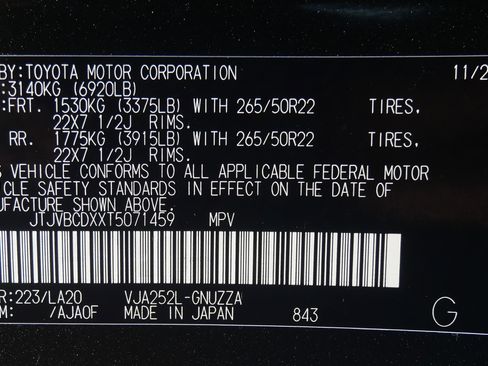 BY:TOYOTA MOTOR CORPORATION 11/2
:3140KG (6920LB)
:FRT. 1530KG (3375LB) WITH 265/50R22 TIRES,
22X7 1/2J RIMS.
RR. 1775KG (3915LB) WITH 265/50R22 TIRES,
22X7 1/2J RIMS.
S VEHICLE CONFORMS TO ALL APPLICABLE FEDERAL MOTOR
ICLE SAFETY STANDARDS IN EFFECT ON THE DATE OF
NUFACTURE SHOWN ABOVE.
JTJVBCDXXT5071459 MPV
R:223/LA20 VJA252L-GNUZZA
M: /AJA0F MADE IN JAPAN 843 G